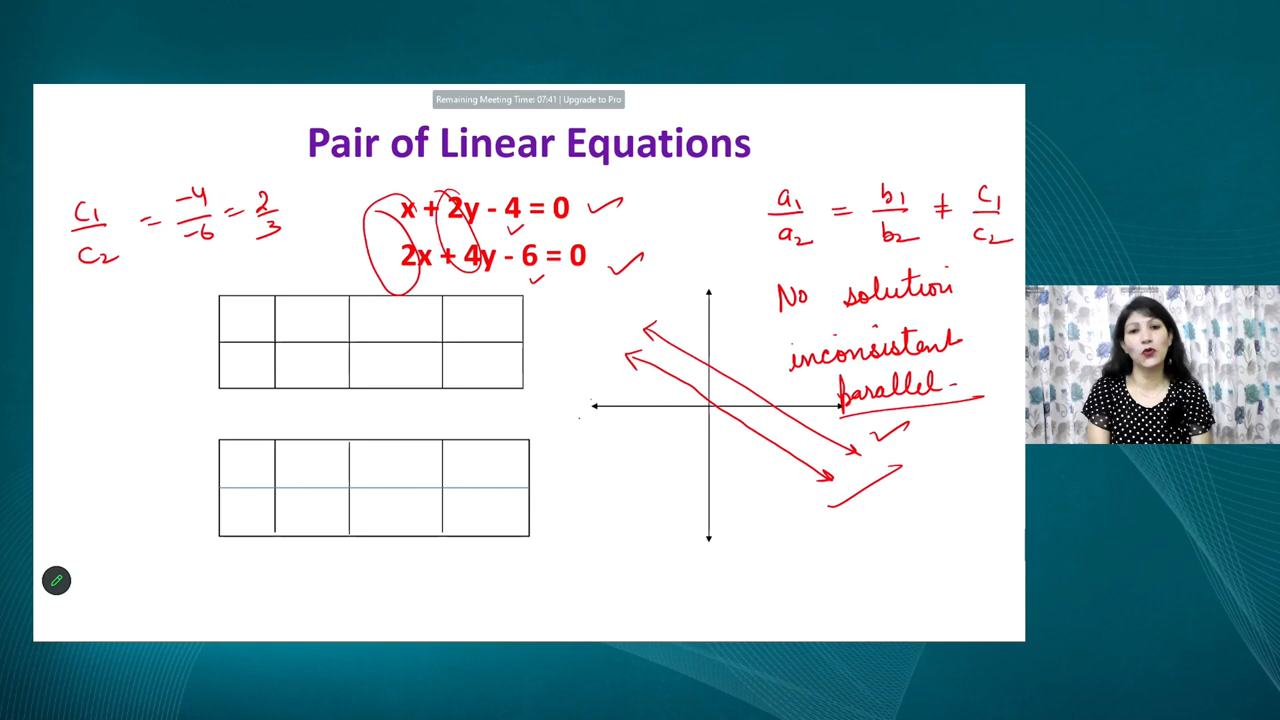 Remaining Meeting Time: 07:41 | Upgrade to Pro
Pair of Linear Equations
x + 2y - 4 = 0
2x + 4y - 6 = 0
c₁/c₂ = -4/-6 = 2/3
a₁/a₂ = b₁/b₂ ≠ c₁/c₂
No solution
inconsistent
parallel.